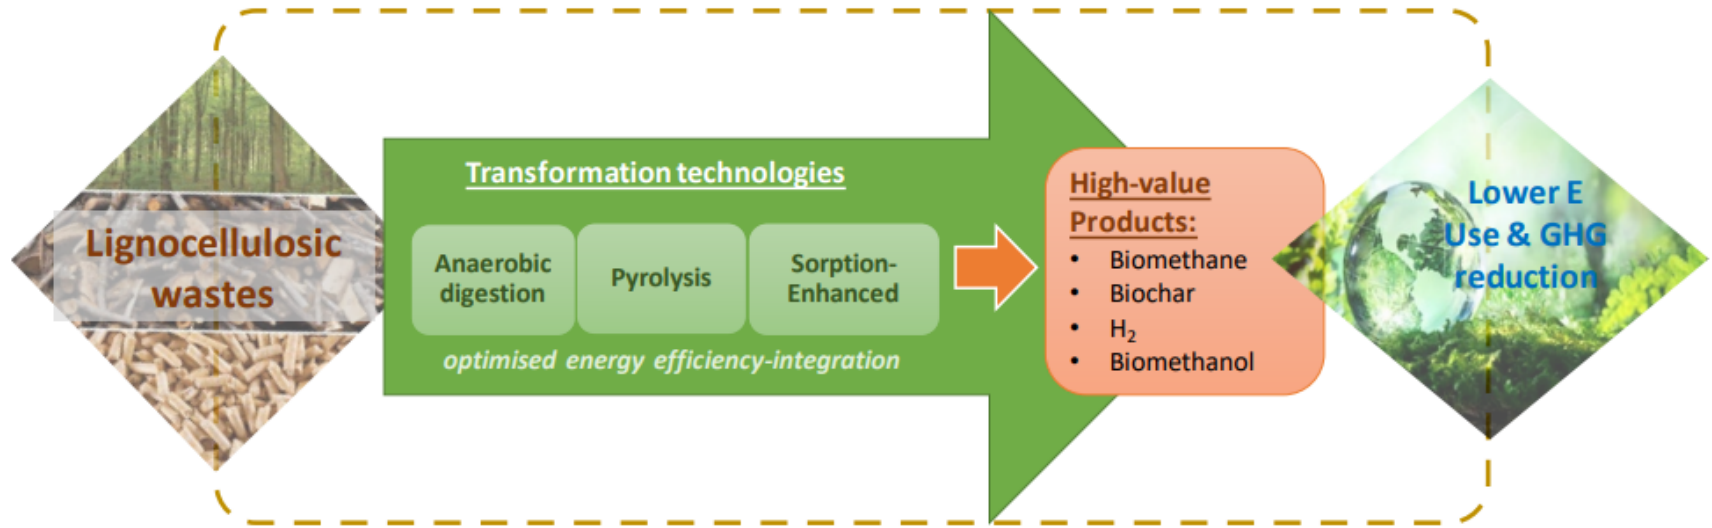 Lignocellulosic
wastes
Transformation technologies
Anaerobic
digestion
Pyrolysis
Sorption-
Enhanced
optimised energy efficiency-integration
High-value
Products:
• Biomethane
• Biochar
• H₂
• Biomethanol
Lower E
Use & GHG
reduction